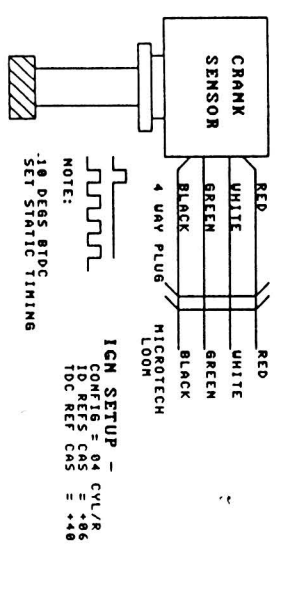 CRANK
SENSOR
RED
WHITE
GREEN
BLACK
4 WAY PLUG
RED
WHITE
GREEN
BLACK
MICROTECH
LOOM
NOTE:
SET STATIC TIMING
10 DEGS BTDC
IGN SETUP -
CONFIG = 04 CYL/R
ID REFS CAS = +06
TDC REF CAS = +40